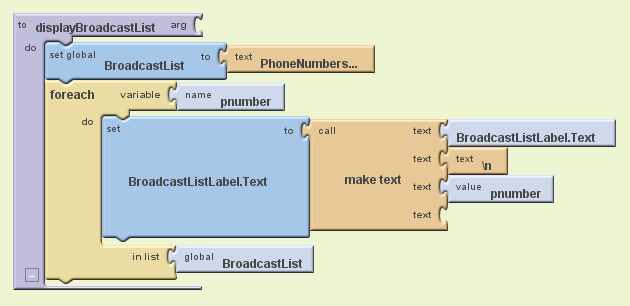 to displayBroadcastList arg
do set global BroadcastList to text PhoneNumbers...
foreach variable name pnumber
do set BroadcastListLabel.Text to call make text text BroadcastListLabel.Text
text text \n
text value pnumber
text
in list global BroadcastList